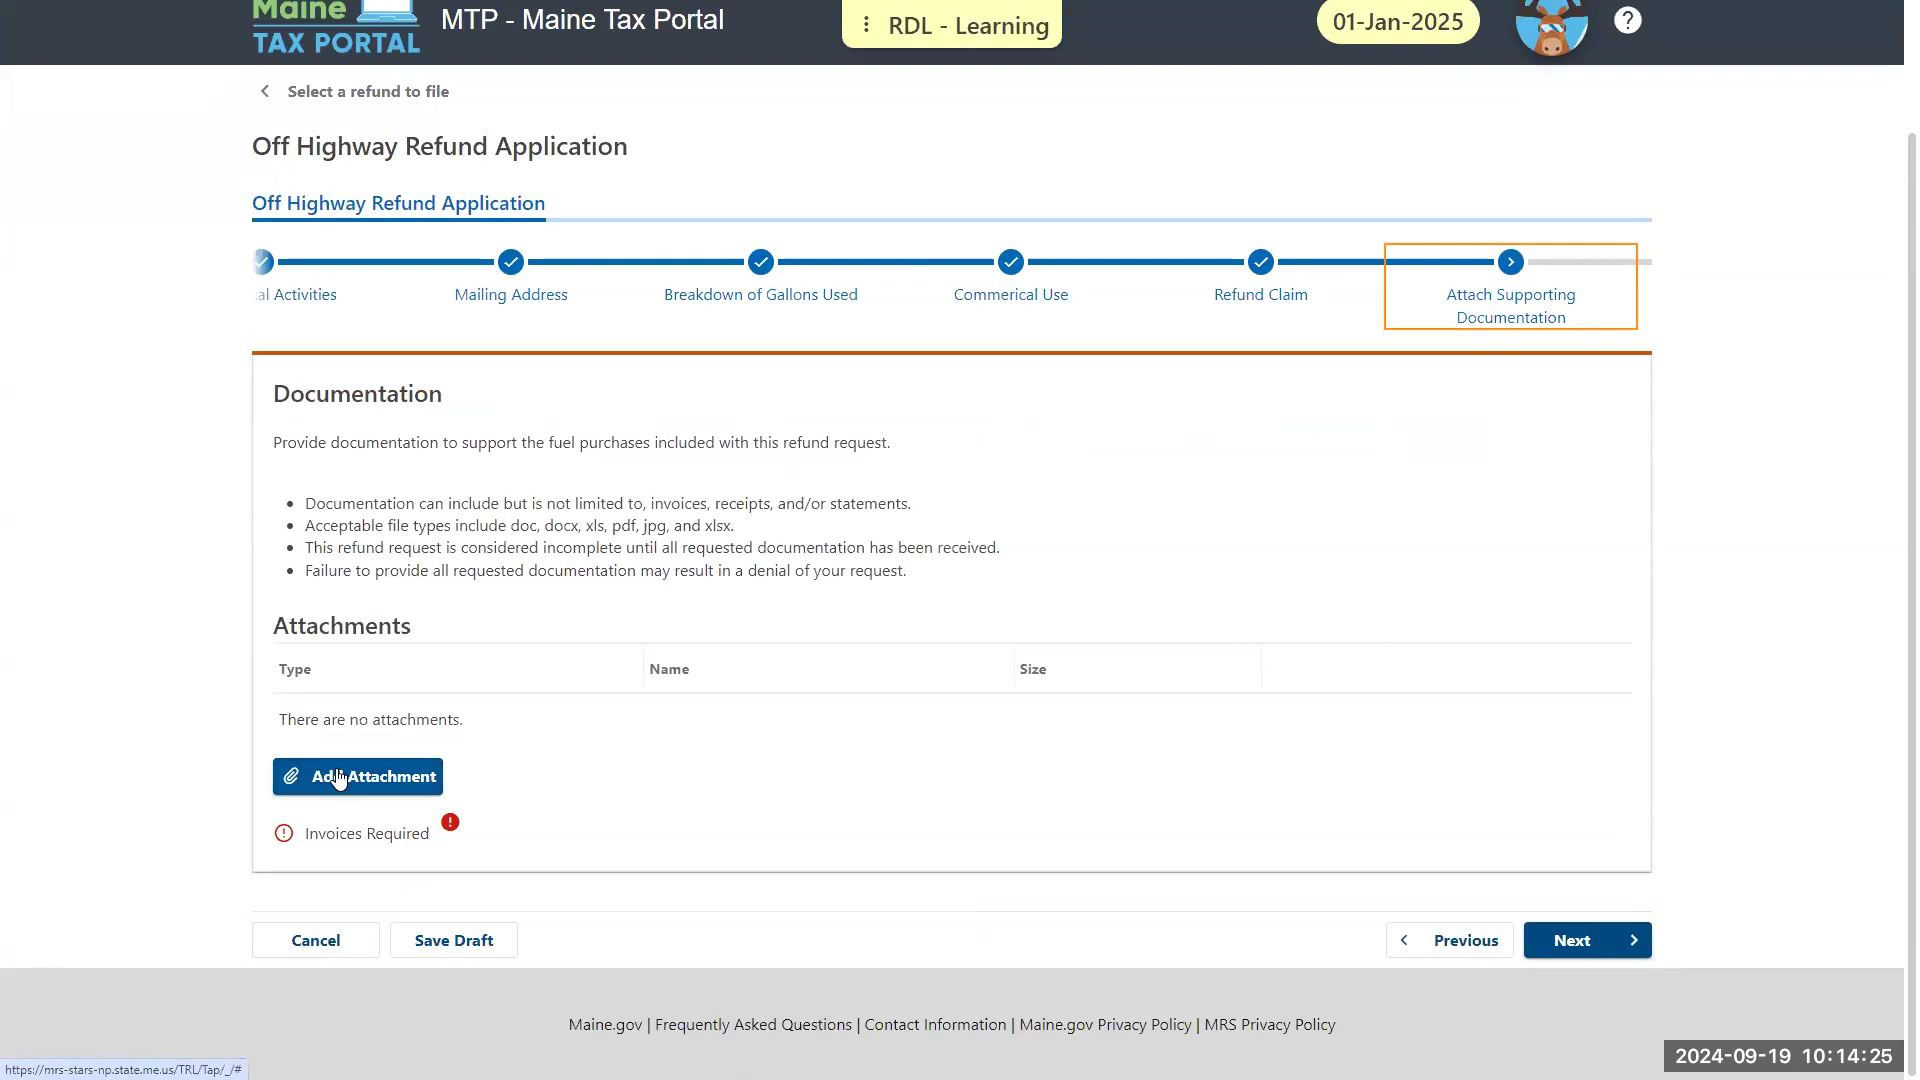 Maine
TAX PORTAL
MTP - Maine Tax Portal
RDL - Learning
01-Jan-2025
?
Select a refund to file
Off Highway Refund Application
Off Highway Refund Application
al Activities
Mailing Address
Breakdown of Gallons Used
Commerical Use
Refund Claim
Attach Supporting
Documentation
Documentation
Provide documentation to support the fuel purchases included with this refund request.
• Documentation can include but is not limited to, invoices, receipts, and/or statements.
• Acceptable file types include doc, docx, xls, pdf, jpg, and xlsx.
• This refund request is considered incomplete until all requested documentation has been received.
• Failure to provide all requested documentation may result in a denial of your request.
Attachments
Type Name Size
There are no attachments.
Add Attachment
Invoices Required
Cancel
Save Draft
Previous
Next
Maine.gov | Frequently Asked Questions | Contact Information | Maine.gov Privacy Policy | MRS Privacy Policy
https://mrs-stars-np.state.me.us/TRL/Tap/_/#
2024-09-19 10:14:25